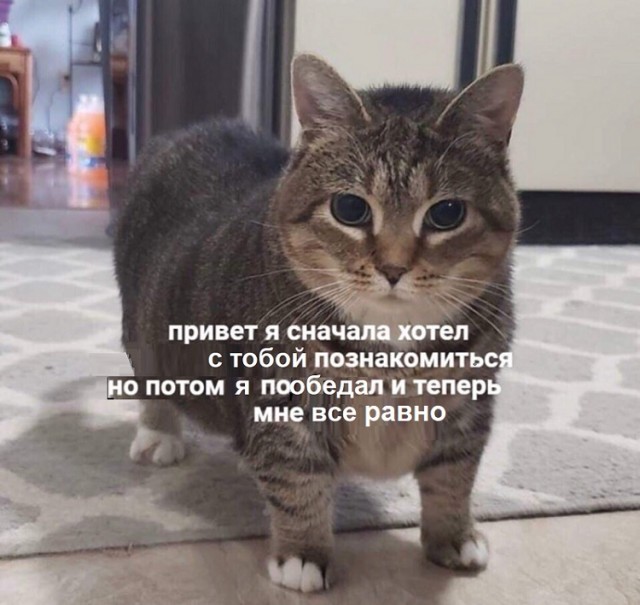 привет я сначала хотел
с тобой познакомиться
но потом я пообедал и теперь
мне все равно